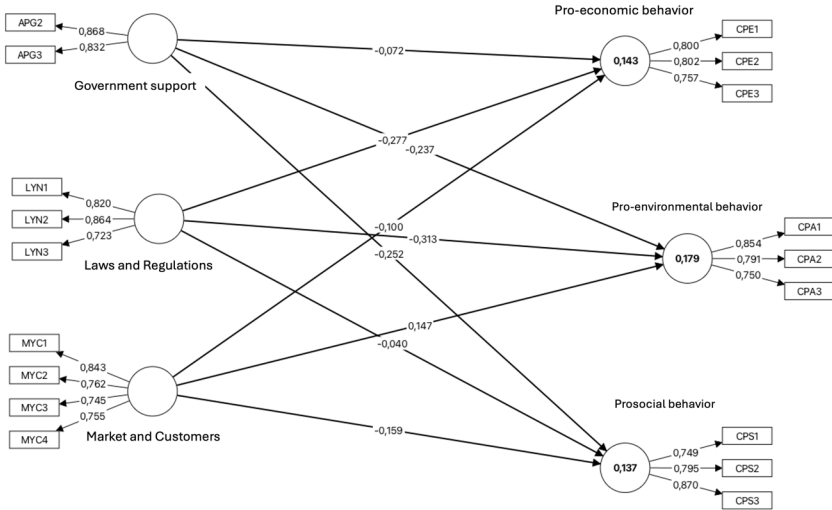 Pro-economic behavior
APG2
0,868
APG3
0,832
Government support
-0,072
0,143
0,800
CPE1
0,802
CPE2
0,757
CPE3
-0,277
-0,237
LYN1
0,820
LYN2
0,864
LYN3
0,723
Laws and Regulations
-0,100
-0,313
-0,252
Pro-environmental behavior
0,179
0,854
CPA1
0,791
CPA2
0,750
CPA3
0,147
-0,040
MYC1
0,843
MYC2
0,762
MYC3
0,745
MYC4
0,755
Market and Customers
-0,159
Prosocial behavior
0,137
0,749
CPS1
0,795
CPS2
0,870
CPS3